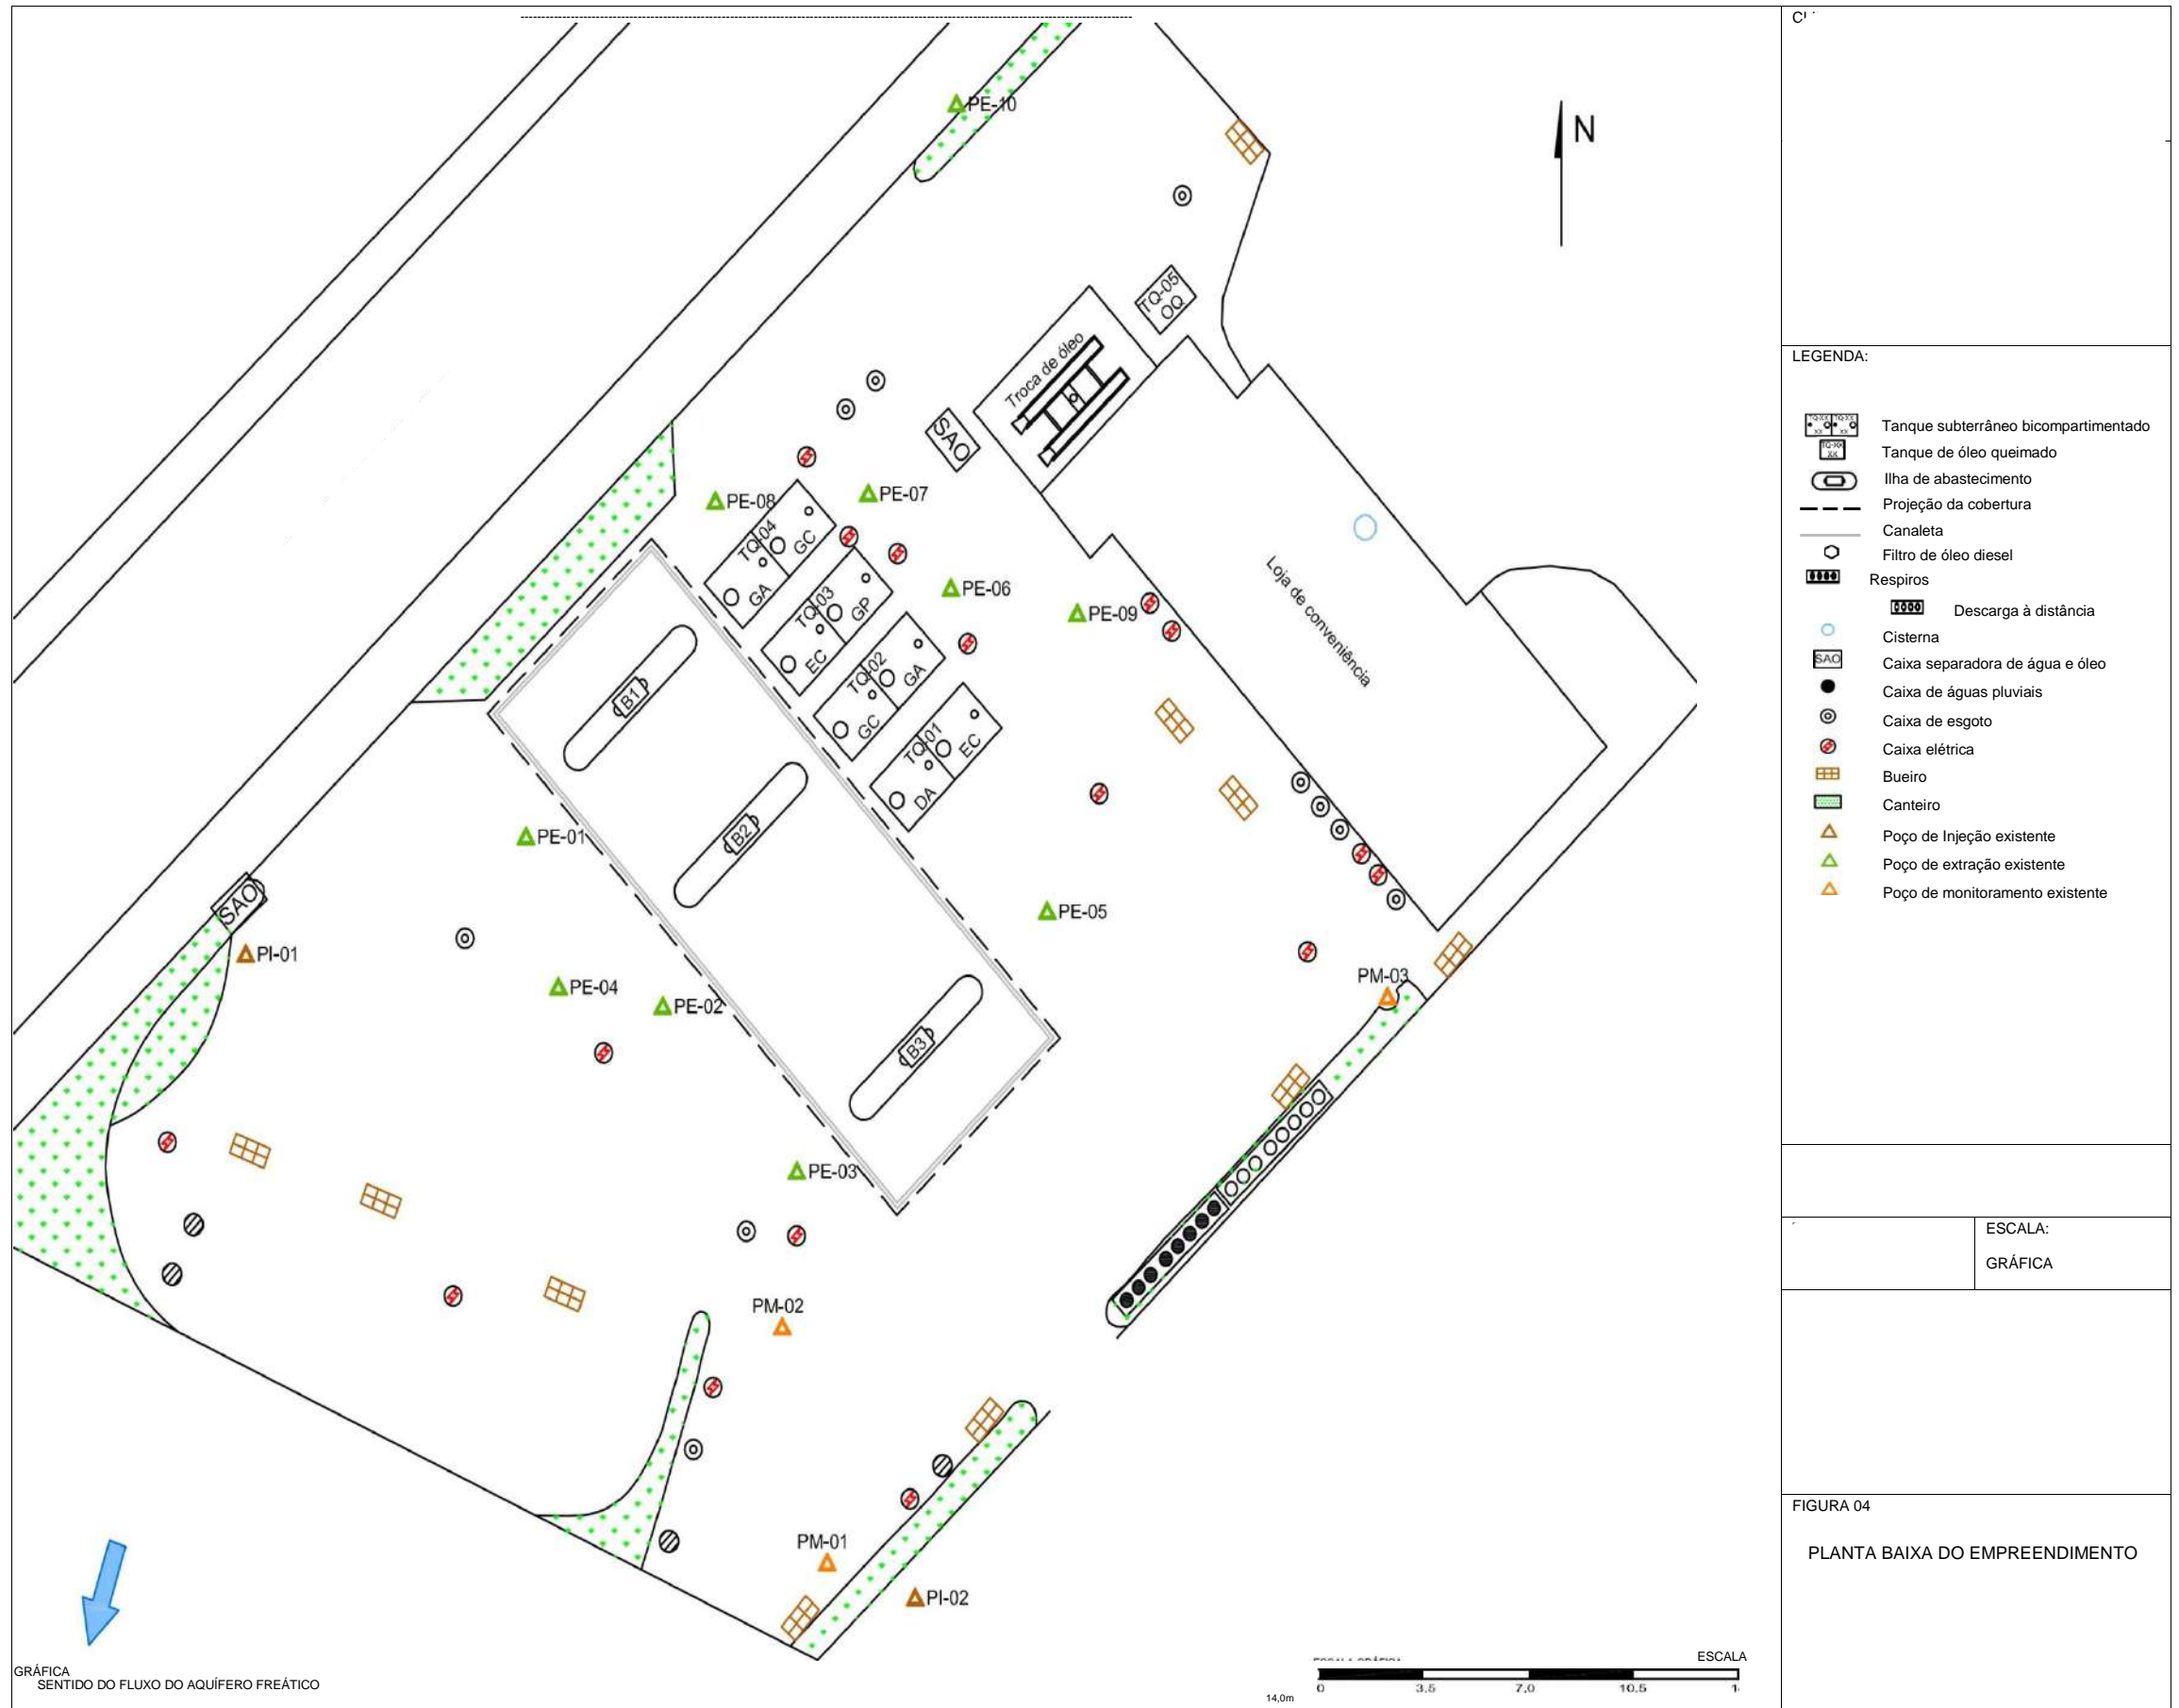 PE-10
N
TQ-05
OQ
Troca de óleo
SAO
PE-08
PE-07
TQ-04
GC
GA
TQ-03
GP
EC
PE-06
PE-09
TQ-02
GA
GC
TQ-01
EC
DA
Loja de conveniência
B1
B2
B3
PE-01
SAO
PI-01
PE-04
PE-02
PE-05
PM-03
PE-03
PM-02
PM-01
PI-02
GRÁFICA
SENTIDO DO FLUXO DO AQUÍFERO FREÁTICO
ESCALA
14,0m
0 3.5 7,0 10,5 1
LEGENDA:
Tanque subterrâneo bicompartimentado
TQ-XX
XX
Tanque de óleo queimado
Ilha de abastecimento
Projeção da cobertura
Canaleta
Filtro de óleo diesel
Respiros
Descarga à distância
Cisterna
SAO Caixa separadora de água e óleo
Caixa de águas pluviais
Caixa de esgoto
Caixa elétrica
Bueiro
Canteiro
Poço de Injeção existente
Poço de extração existente
Poço de monitoramento existente
ESCALA:
GRÁFICA
FIGURA 04
PLANTA BAIXA DO EMPREENDIMENTO